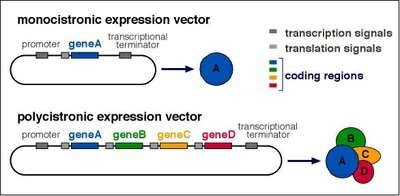 monocistronic expression vector
promoter geneA transcriptional terminator
A
transcription signals
translation signals
coding regions
polycistronic expression vector
promoter geneA geneB geneC geneD transcriptional terminator
B
C
A
D